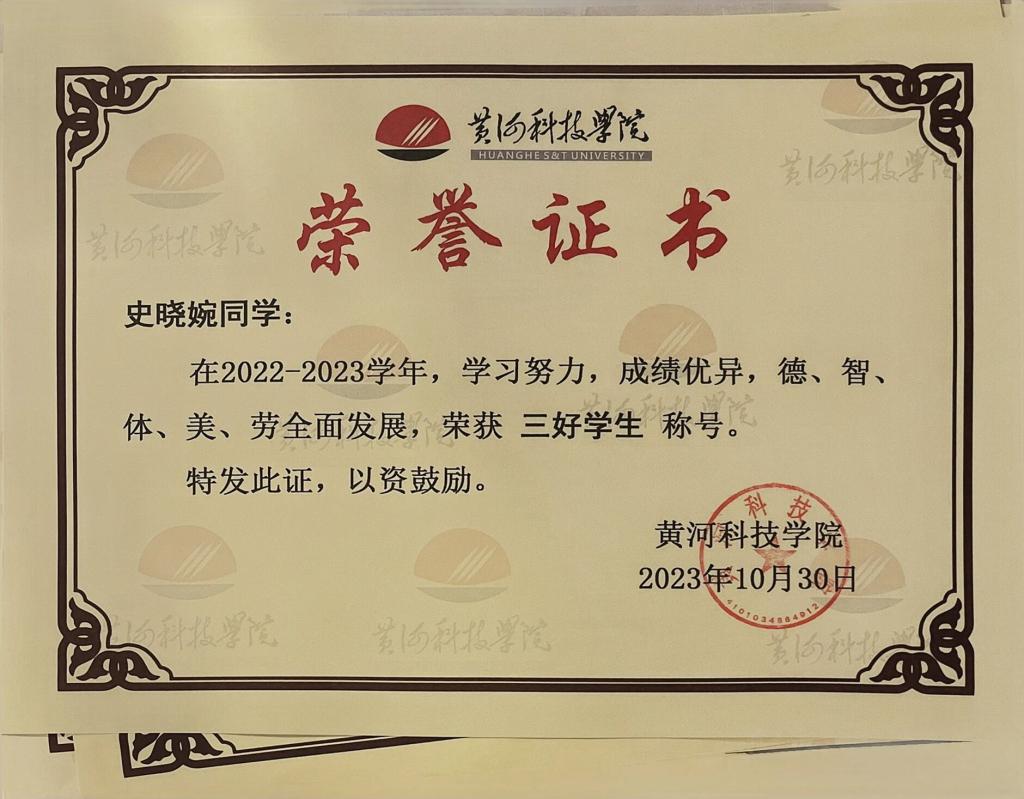 黄河科技學院
HUANGHE S&T UNIVERSITY
荣誉证书
史晓婉同学：
在2022-2023学年，学习努力，成绩优异，德、智、
体、美、劳全面发展，荣获 三好学生 称号。
特发此证，以资鼓励。
黄河科技学院
2023年10月30日
4101034884912